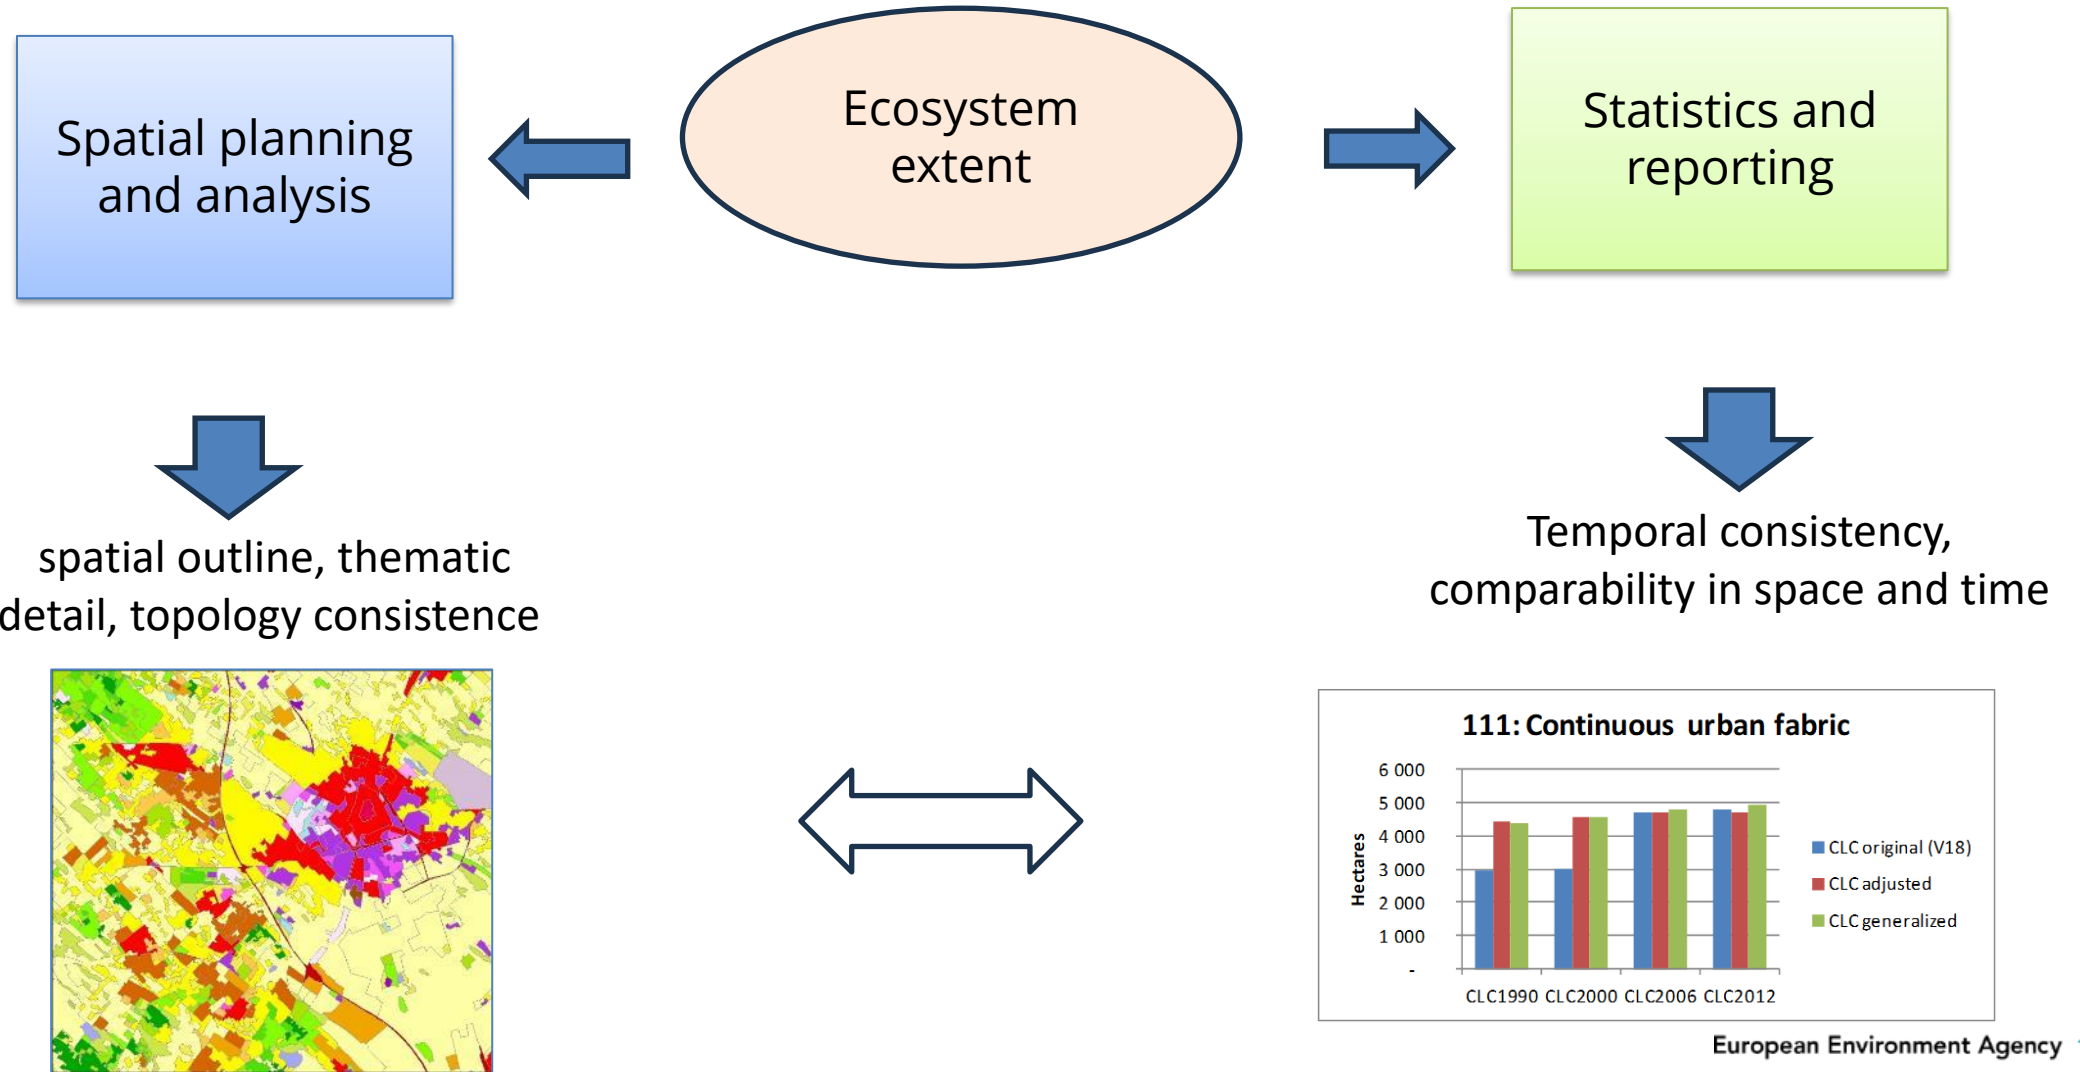 Spatial planning
and analysis
Ecosystem
extent
Statistics and
reporting
spatial outline, thematic
detail, topology consistence
Temporal consistency,
comparability in space and time
111: Continuous urban fabric
6 000
5 000
4 000
3 000
2 000
1 000
-
Hectares
CLC1990 CLC2000 CLC2006 CLC2012
CLC original (V18)
CLC adjusted
CLC generalized
European Environment Agency